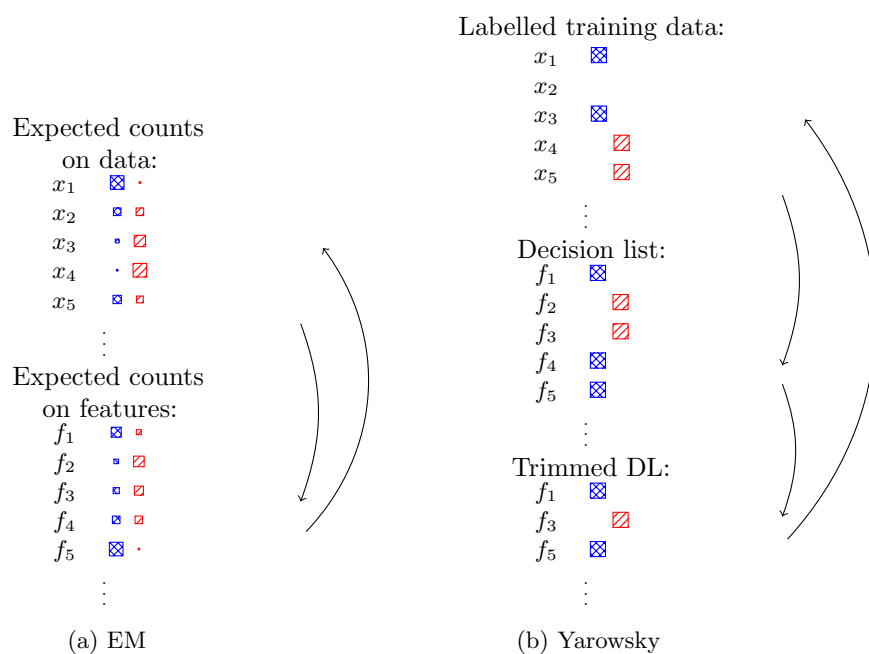 Expected counts
on data:
x1
x2
x3
x4
x5
⋮
Expected counts
on features:
f1
f2
f3
f4
f5
⋮
(a) EM
Labelled training data:
x1
x2
x3
x4
x5
⋮
Decision list:
f1
f2
f3
f4
f5
⋮
Trimmed DL:
f1
f3
f5
⋮
(b) Yarowsky